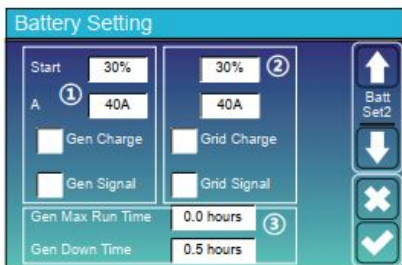 Battery Setting
Start 30% 30% ②
① Batt
A 40A 40A Set2
Gen Charge Grid Charge
Gen Signal Grid Signal
Gen Max Run Time 0.0 hours ③
Gen Down Time 0.5 hours